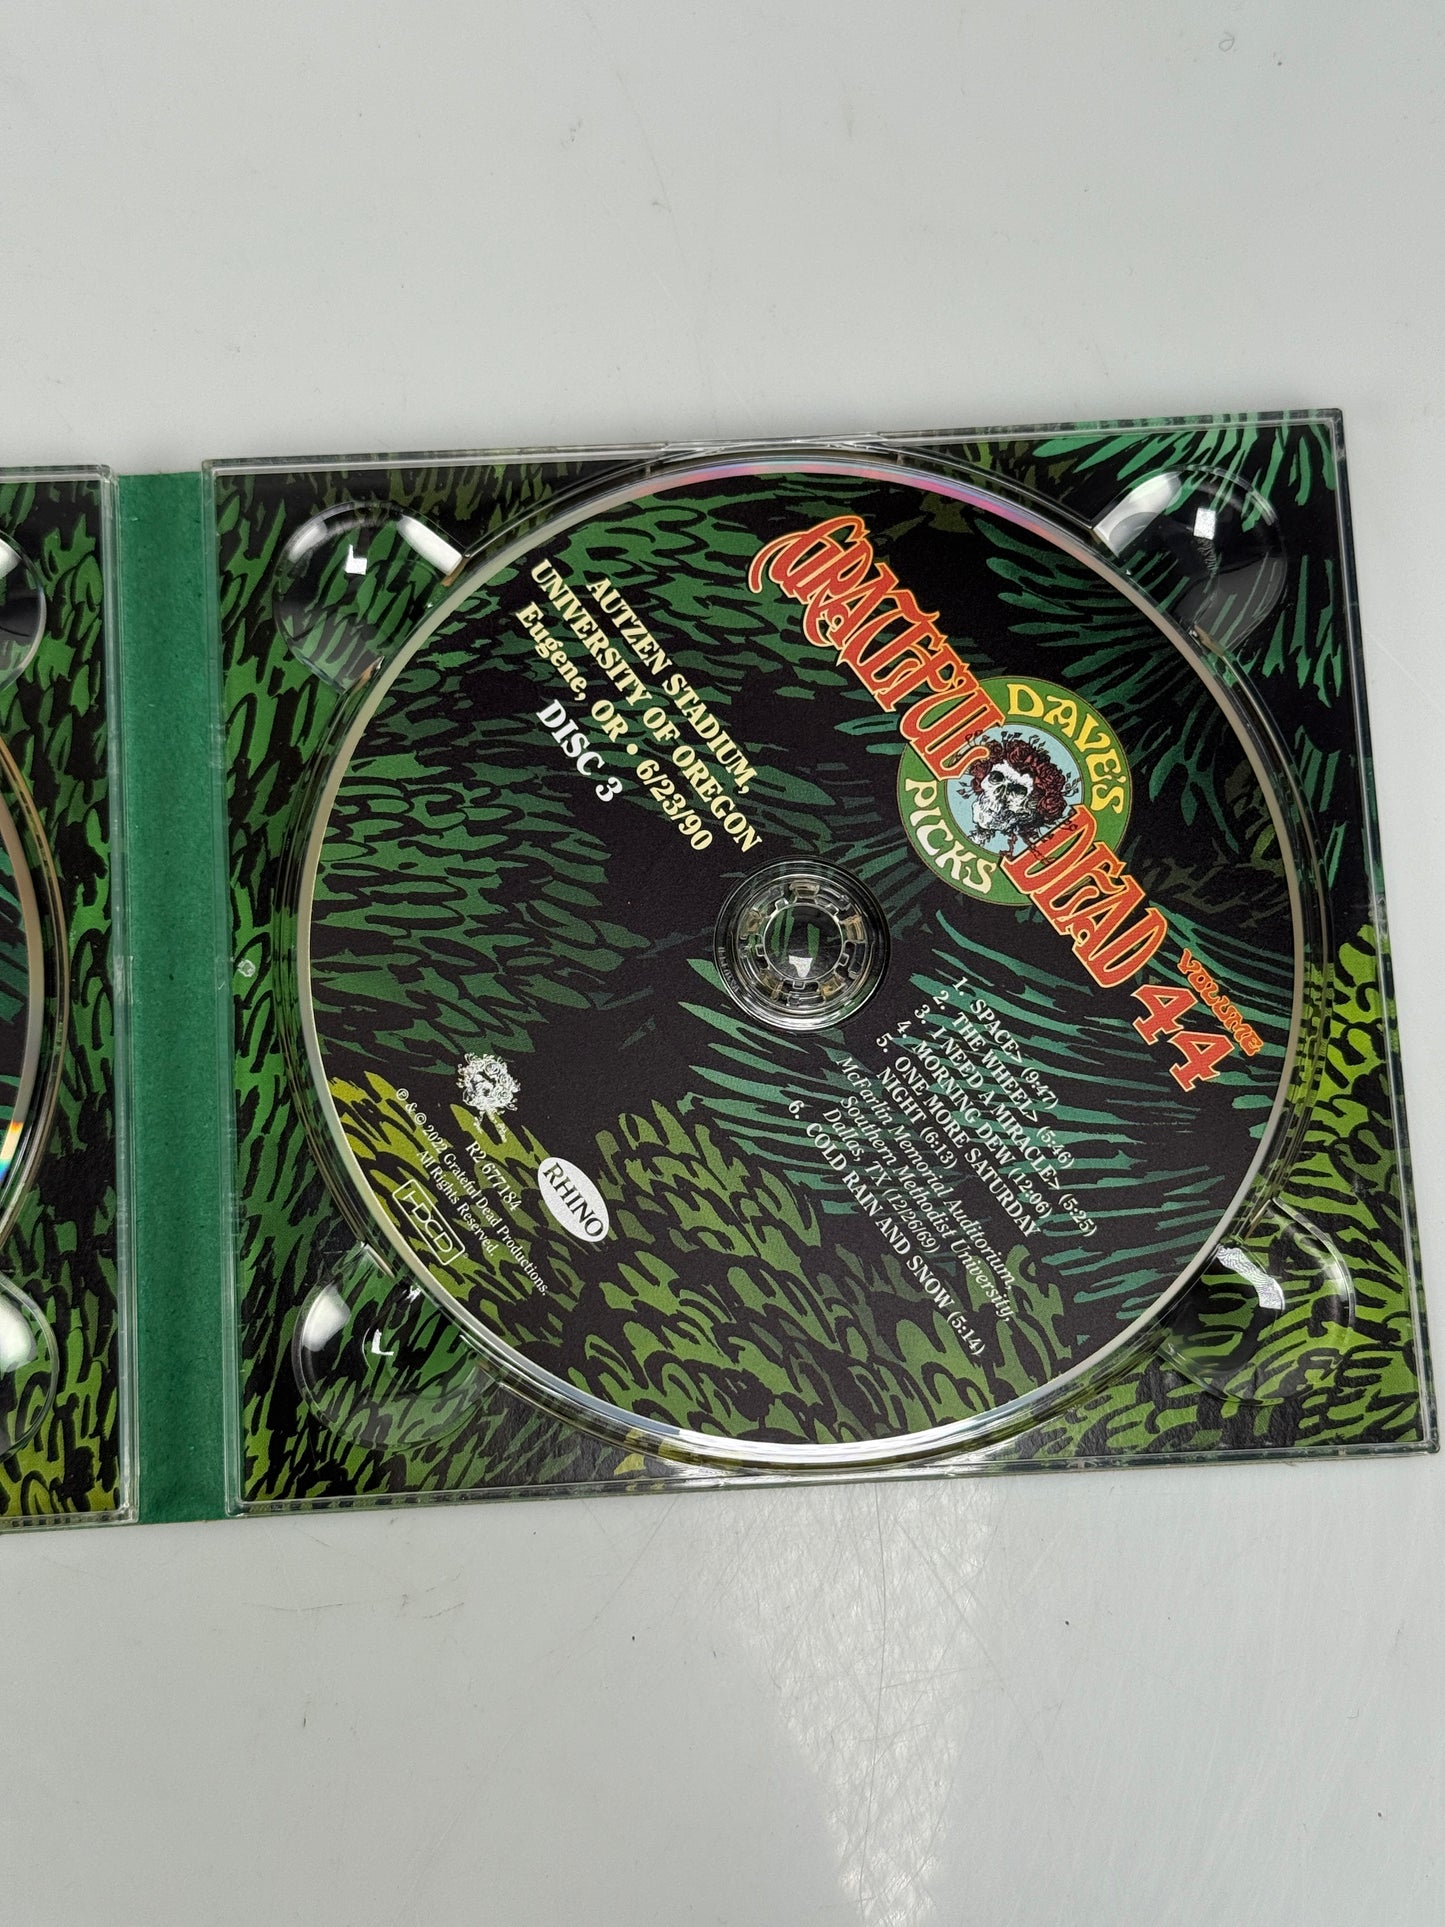 GRATEFUL DEAD
DAVE'S
PICKS
VOLUME
44
AUTZEN STADIUM,
UNIVERSITY OF OREGON
Eugene, OR • 6/23/90
DISC 3
1. SPACE> (9:47)
2. THE WHEEL> (5:46)
3. I NEED A MIRACLE> (5:25)
4. MORNING DEW (12:06)
5. ONE MORE SATURDAY
NIGHT (6:13)
McFarlin Memorial Auditorium,
Southern Methodist University,
Dallas, TX (12/26/69)
6. COLD RAIN AND SNOW (5:14)
RHINO
R2 677184
℗ & © 2022 Grateful Dead Productions.
All Rights Reserved.
HDCD